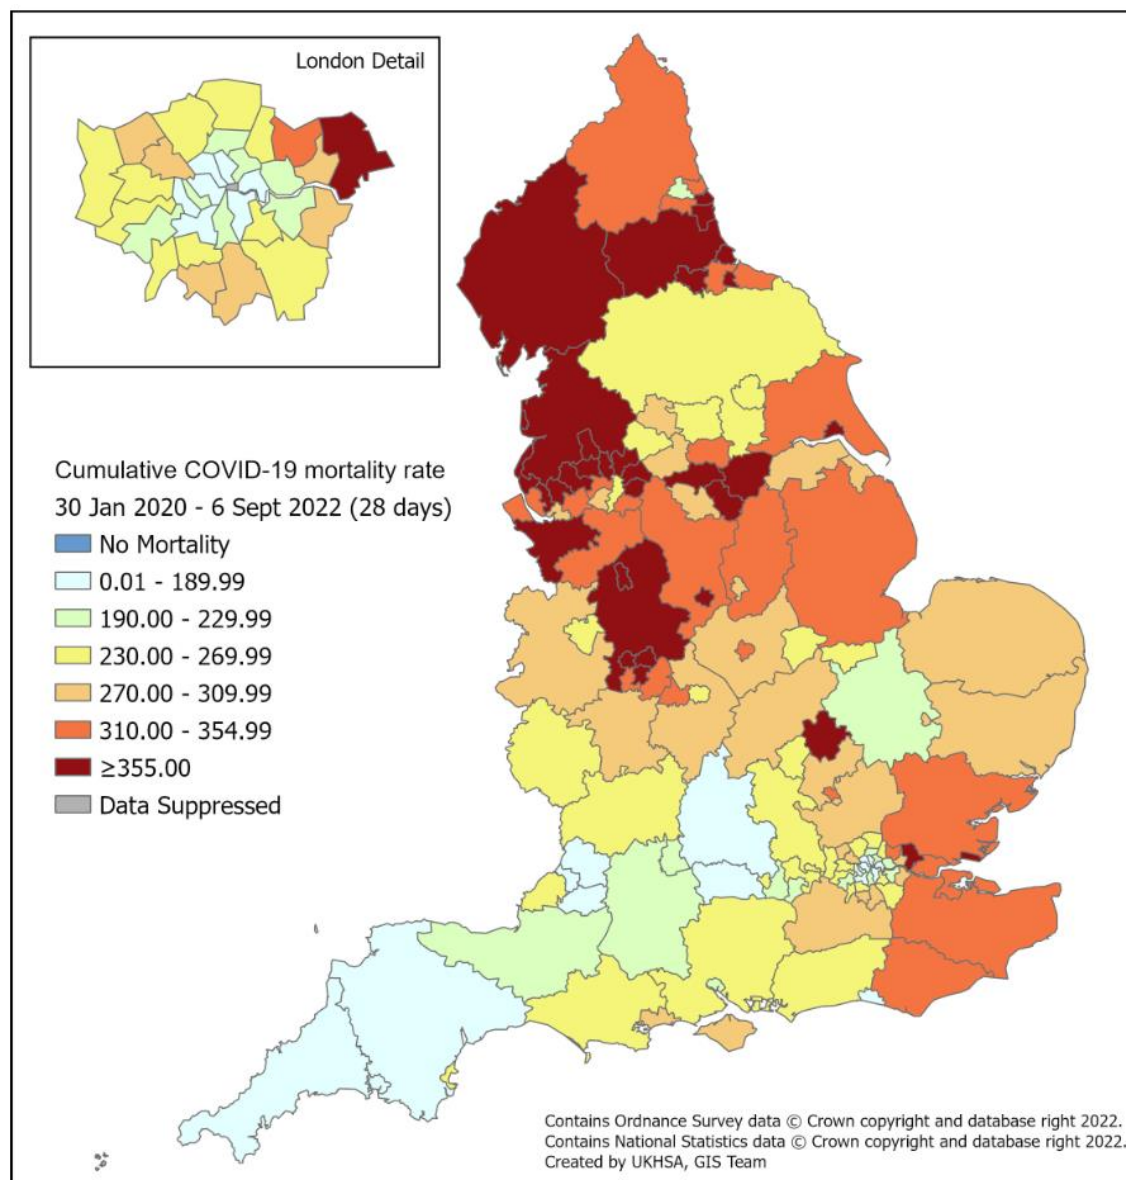 London Detail
Cumulative COVID-19 mortality rate
30 Jan 2020 - 6 Sept 2022 (28 days)
No Mortality
0.01 - 189.99
190.00 - 229.99
230.00 - 269.99
270.00 - 309.99
310.00 - 354.99
≥355.00
Data Suppressed
Contains Ordnance Survey data © Crown copyright and database right 2022.
Contains National Statistics data © Crown copyright and database right 2022.
Created by UKHSA, GIS Team